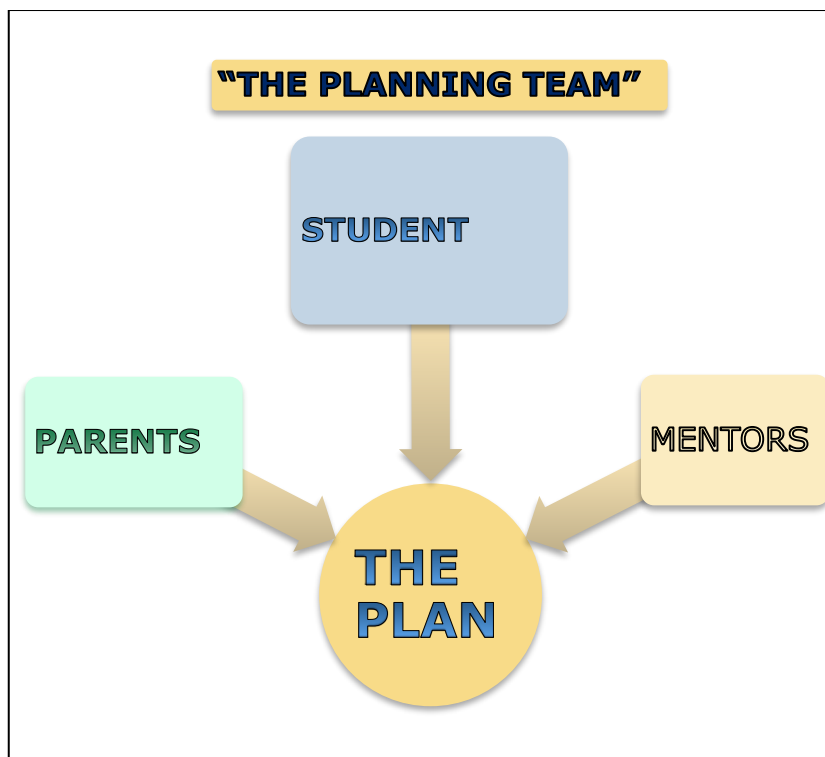 “THE PLANNING TEAM”
STUDENT
PARENTS
MENTORS
THE
PLAN